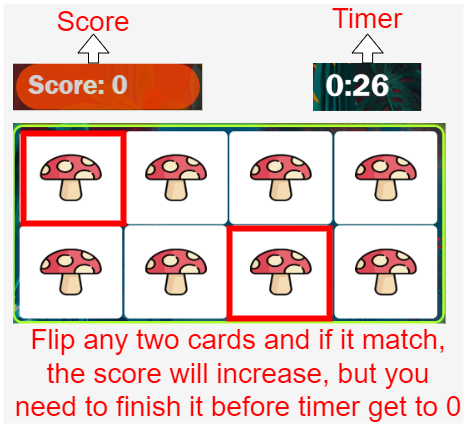 Score
Timer
Score: 0
0:26
Flip any two cards and if it match,
the score will increase, but you
need to finish it before timer get to 0